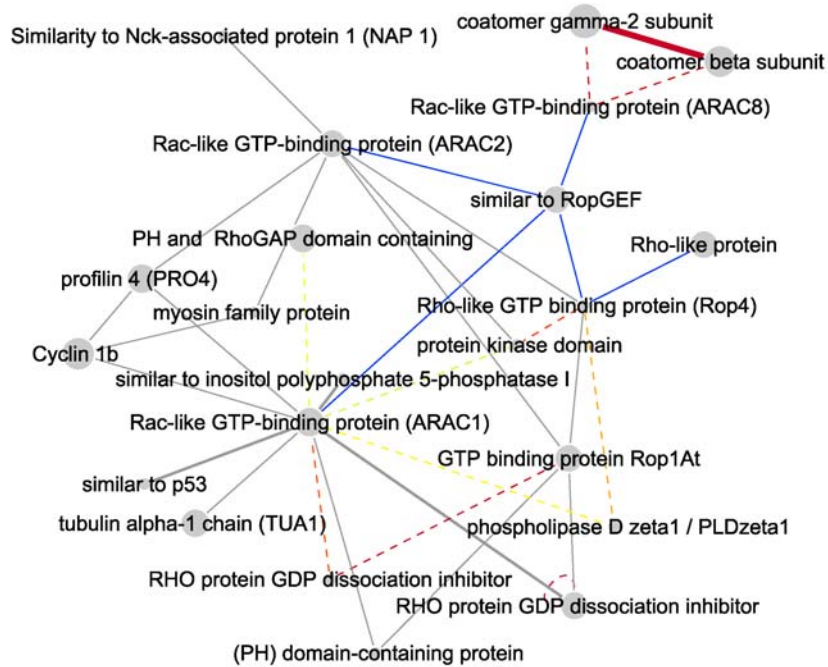 coatomer gamma-2 subunit
Similarity to Nck-associated protein 1 (NAP 1)
coatomer beta subunit
Rac-like GTP-binding protein (ARAC8)
Rac-like GTP-binding protein (ARAC2)
similar to RopGEF
PH and RhoGAP domain containing
Rho-like protein
profilin 4 (PRO4)
myosin family protein
Rho-like GTP binding protein (Rop4)
protein kinase domain
Cyclin 1b
similar to inositol polyphosphate 5-phosphatase I
Rac-like GTP-binding protein (ARAC1)
GTP binding protein Rop1At
similar to p53
tubulin alpha-1 chain (TUA1)
phospholipase D zeta1 / PLDzeta1
RHO protein GDP dissociation inhibitor
RHO protein GDP dissociation inhibitor
(PH) domain-containing protein